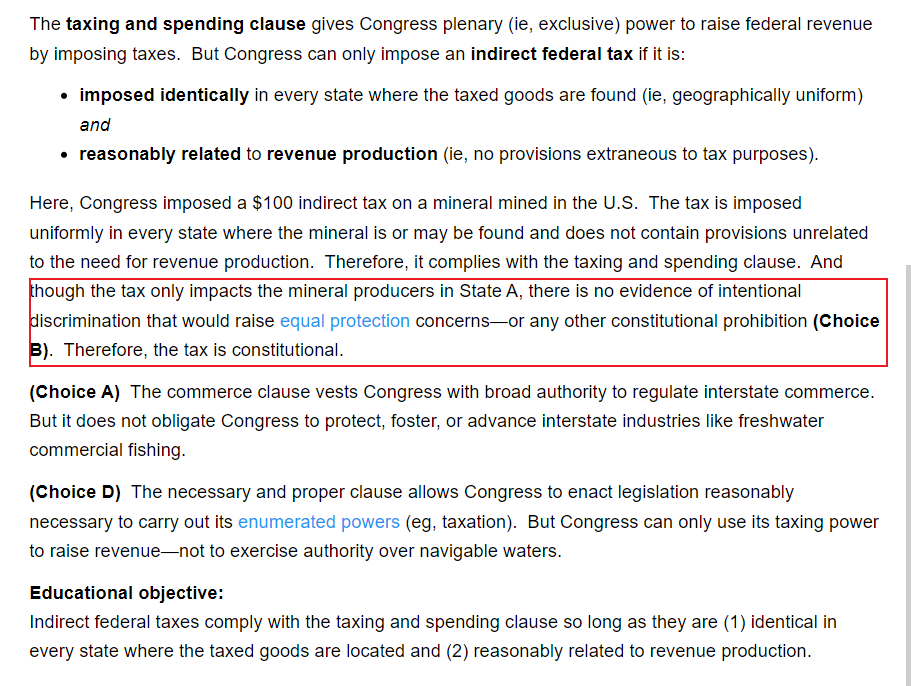 The taxing and spending clause gives Congress plenary (ie, exclusive) power to raise federal revenue
by imposing taxes.  But Congress can only impose an indirect federal tax if it is:
• imposed identically in every state where the taxed goods are found (ie, geographically uniform)
and
• reasonably related to revenue production (ie, no provisions extraneous to tax purposes).
Here, Congress imposed a $100 indirect tax on a mineral mined in the U.S.  The tax is imposed
uniformly in every state where the mineral is or may be found and does not contain provisions unrelated
to the need for revenue production.  Therefore, it complies with the taxing and spending clause.  And
though the tax only impacts the mineral producers in State A, there is no evidence of intentional
discrimination that would raise equal protection concerns—or any other constitutional prohibition (Choice
B).  Therefore, the tax is constitutional.
(Choice A)  The commerce clause vests Congress with broad authority to regulate interstate commerce.
But it does not obligate Congress to protect, foster, or advance interstate industries like freshwater
commercial fishing.
(Choice D)  The necessary and proper clause allows Congress to enact legislation reasonably
necessary to carry out its enumerated powers (eg, taxation).  But Congress can only use its taxing power
to raise revenue—not to exercise authority over navigable waters.
Educational objective:
Indirect federal taxes comply with the taxing and spending clause so long as they are (1) identical in
every state where the taxed goods are located and (2) reasonably related to revenue production.